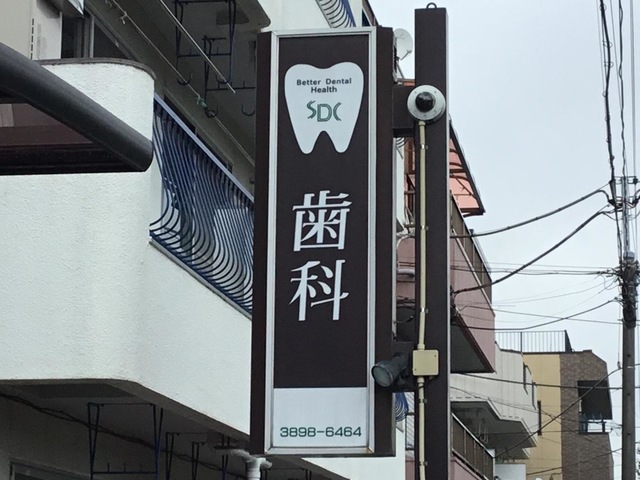 Better Dental
Health
SDC
歯科
3898-6464